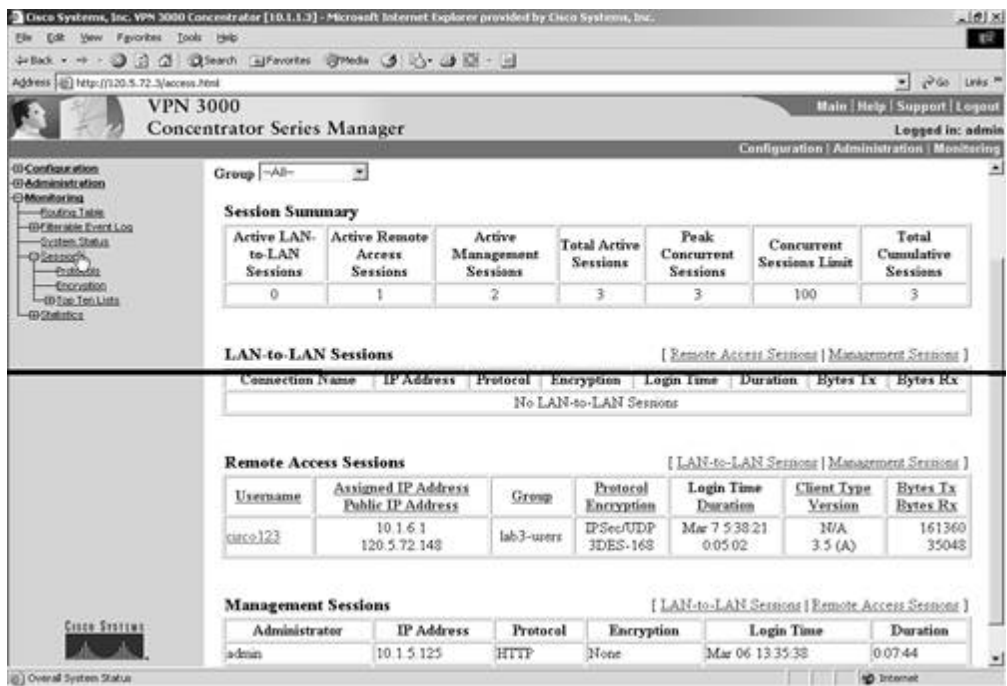 Cisco Systems, Inc. VPN 3000 Concentrator [10.1.1.3] - Microsoft Internet Explorer provided by Cisco Systems, Inc.
File Edit View Favorites Tools Help
Back Search Favorites Media
Address http://120.5.72.3/access.html Go Links
VPN 3000
Concentrator Series Manager
Main | Help | Support | Logout
Logged in: admin
Configuration | Administration | Monitoring
Configuration
Administration
Monitoring
Routing Table
Filterable Event Log
System Status
Sessions
Protocols
Encryption
Top Ten Lists
Statistics
Group --All--
Session Summary
Active LAN-to-LAN Sessions Active Remote Access Sessions Active Management Sessions Total Active Sessions Peak Concurrent Sessions Concurrent Sessions Limit Total Cumulative Sessions
0 1 2 3 3 100 3
LAN-to-LAN Sessions [ Remote Access Sessions | Management Sessions ]
Connection Name IP Address Protocol Encryption Login Time Duration Bytes Tx Bytes Rx
No LAN-to-LAN Sessions
Remote Access Sessions [ LAN-to-LAN Sessions | Management Sessions ]
Username Assigned IP Address Public IP Address Group Protocol Encryption Login Time Duration Client Type Version Bytes Tx Bytes Rx
cisco123 10.1.6.1 120.5.72.148 lab3-users IPSec/UDP 3DES-168 Mar 7 5:38:21 0:05:02 N/A 3.5 (A) 161360 35048
Management Sessions [ LAN-to-LAN Sessions | Remote Access Sessions ]
Administrator IP Address Protocol Encryption Login Time Duration
admin 10.1.5.125 HTTP None Mar 06 13:35:38 0:07:44
Cisco Systems
Overall System Status Internet